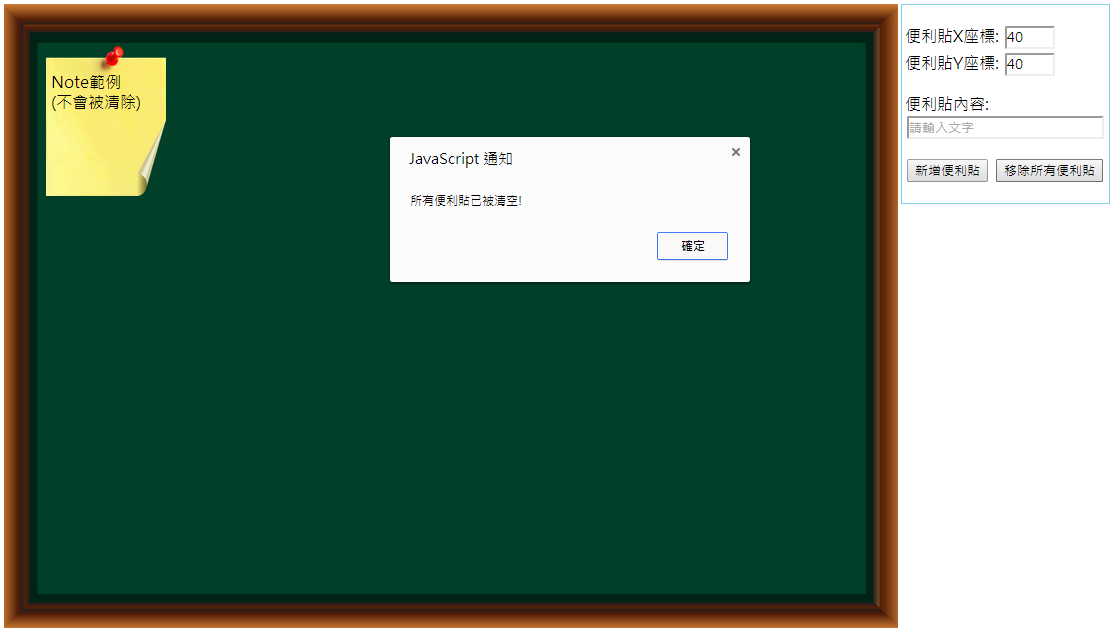 Note範例
(不會被清除)
JavaScript 通知
所有便利貼已被清空!
確定
便利貼X座標: 40
便利貼Y座標: 40
便利貼內容:
請輸入文字
新增便利貼 移除所有便利貼